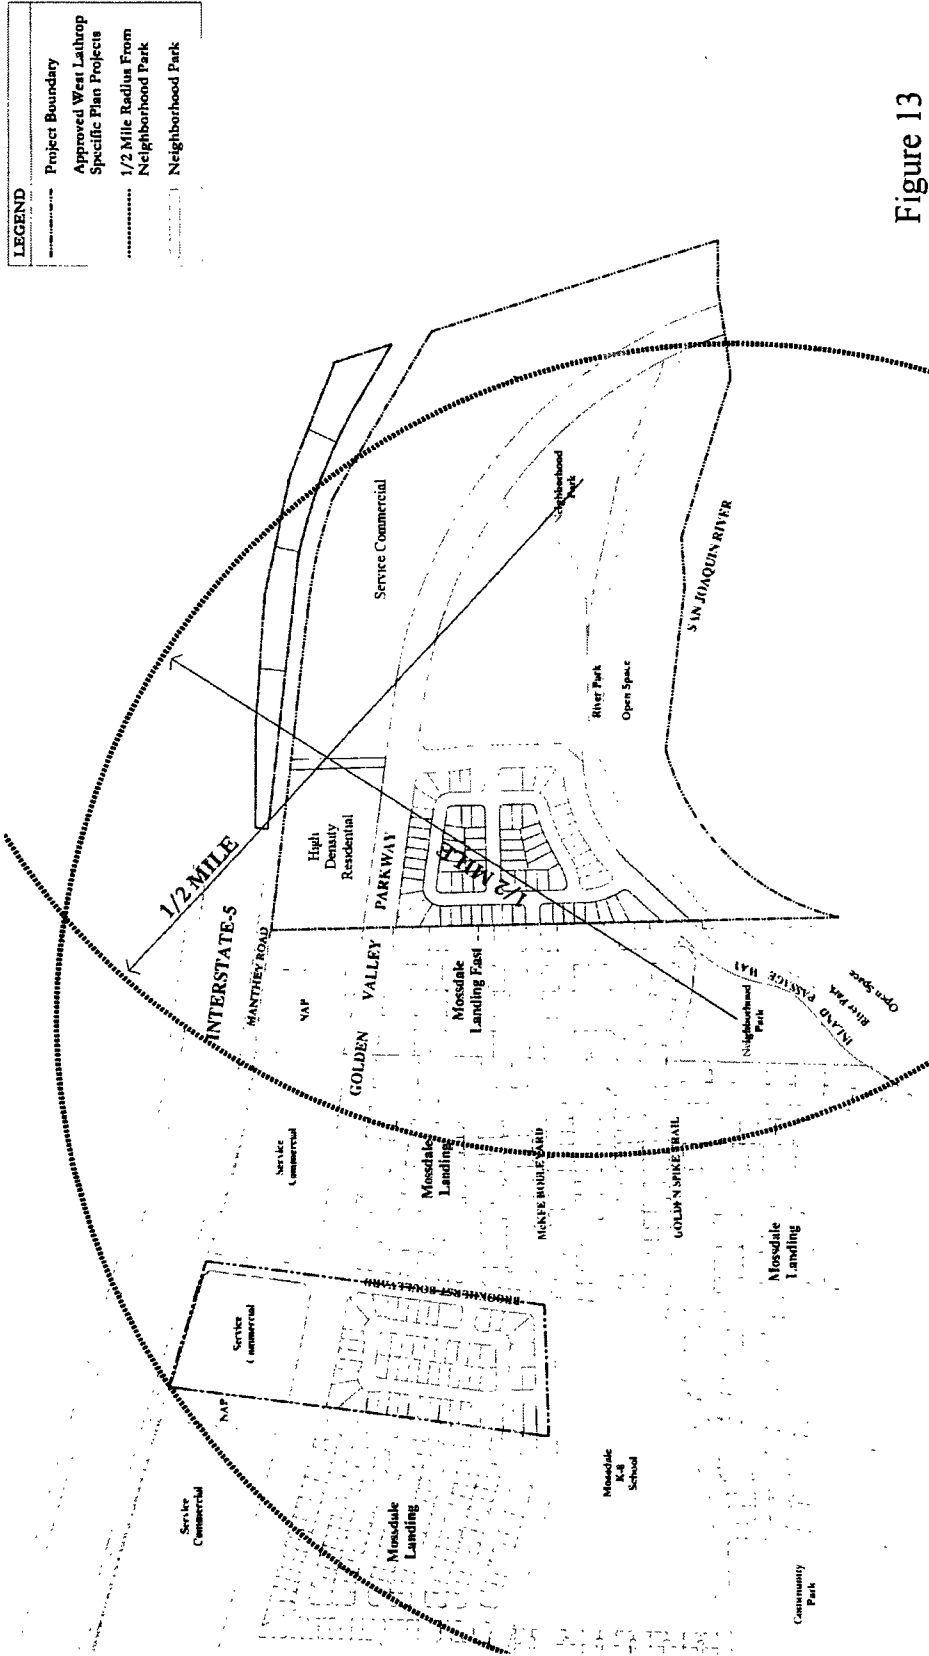 LEGEND
Project Boundary
Approved West Lathrop
Specific Plan Projects
1/2 Mile Radius From
Neighborhood Park
Neighborhood Park
1/2 MILE
1/2 MILE
INTERSTATE-5
MANTHEY ROAD
GOLDEN VALLEY PARKWAY
NAP
High
Density
Residential
Service Commercial
Neighborhood
Park
River Park
Open Space
SAN JOAQUIN RIVER
Mossdale
Landing East
Neighborhood
Park
INLAND PASSAGE WAY
River Park
Open Space
Service
Commercial
Mossdale
Landing
McKEE BOULEVARD
GOLDEN SPIKE TRAIL
Mossdale
Landing
BROOKHURST BOULEVARD
Service
Commercial
NAP
Service
Commercial
Mossdale
Landing
Mossdale
K-8
School
Community
Park
Figure 13